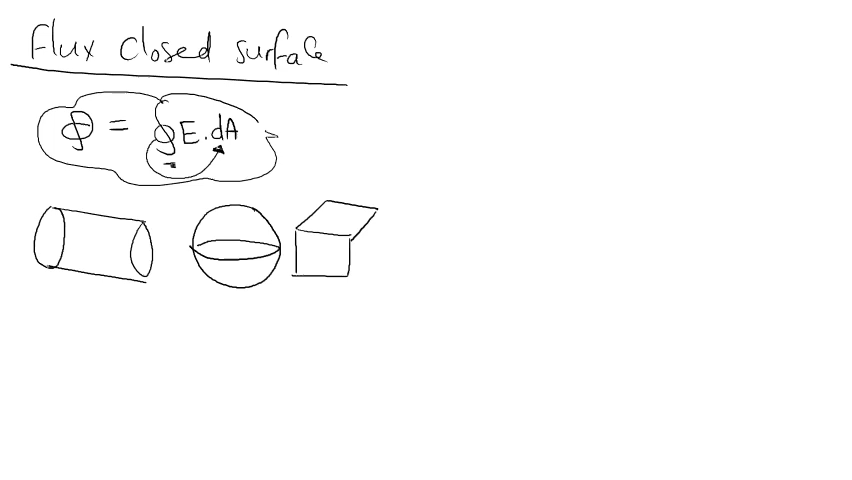 flux closed surface
∮ = ∮E.dA